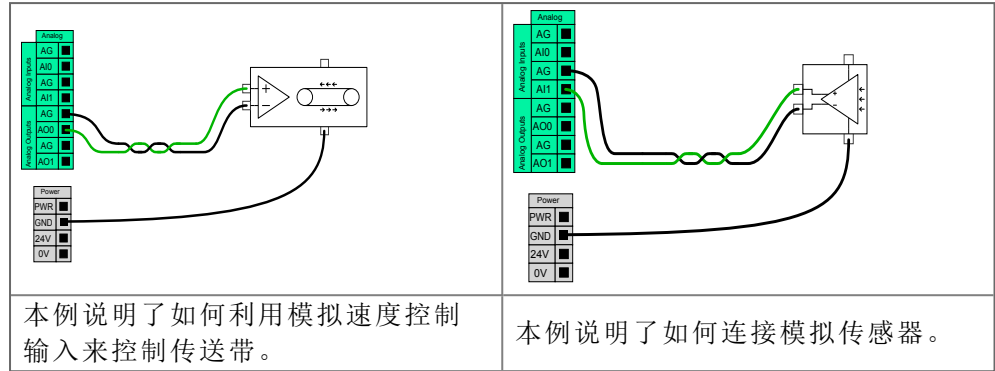 Analog
Analog Inputs
AG
AI0
AG
AI1
Analog Outputs
AG
AO0
AG
AO1
+
−
Power
PWR
GND
24V
0V
本例说明了如何利用模拟速度控制
输入来控制传送带。
Analog
Analog Inputs
AG
AI0
AG
AI1
Analog Outputs
AG
AO0
AG
AO1
+
-
Power
PWR
GND
24V
0V
本例说明了如何连接模拟传感器。